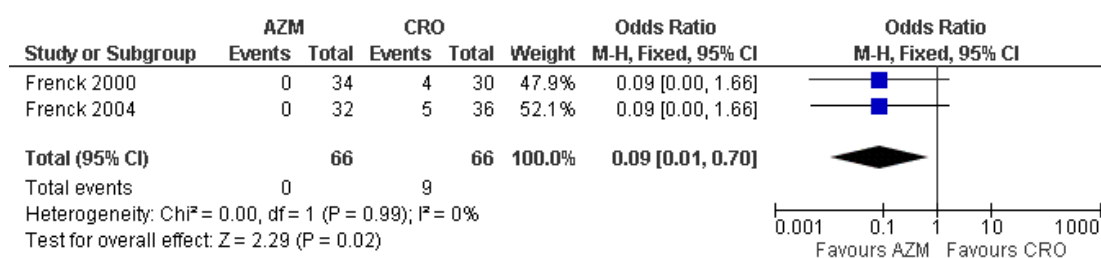 AZM CRO Odds Ratio Odds Ratio
Study or Subgroup Events Total Events Total Weight M-H, Fixed, 95% CI M-H, Fixed, 95% CI
Frenck 2000 0 34 4 30 47.9% 0.09 [0.00, 1.66]
Frenck 2004 0 32 5 36 52.1% 0.09 [0.00, 1.66]
Total (95% CI) 66 66 100.0% 0.09 [0.01, 0.70]
Total events 0 9
Heterogeneity: Chi² = 0.00, df = 1 (P = 0.99); I² = 0%
Test for overall effect: Z = 2.29 (P = 0.02)
0.001 0.1 1 10 1000
Favours AZM Favours CRO